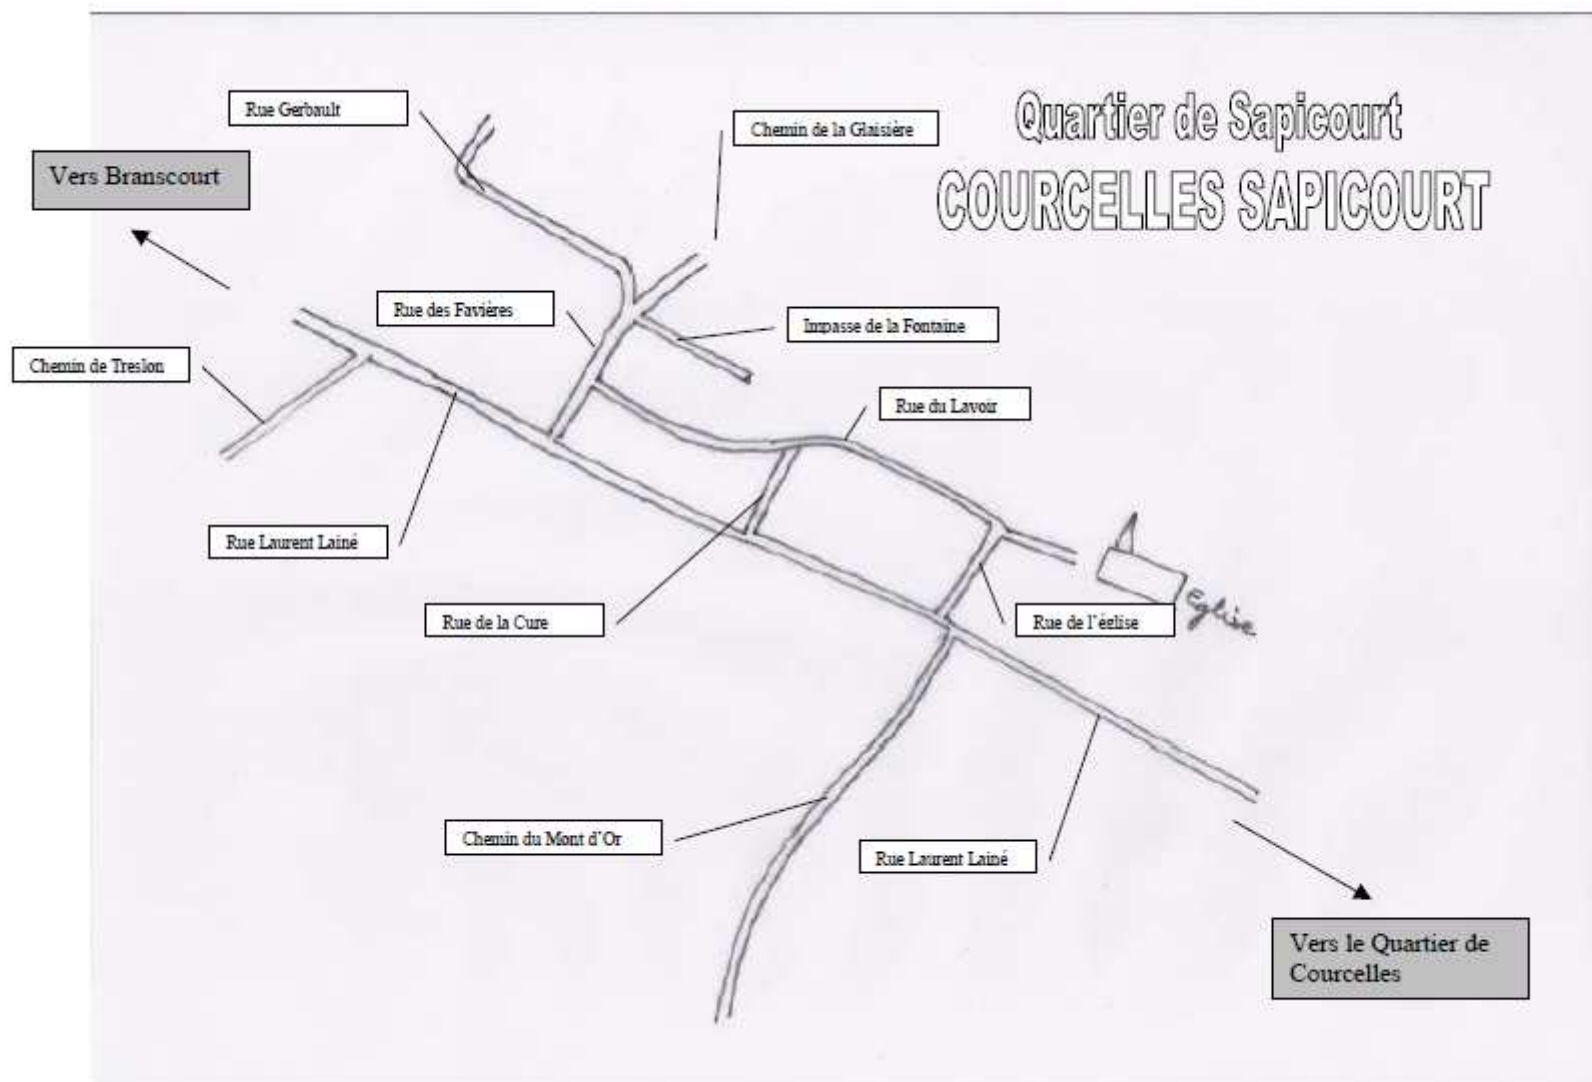 Quartier de Sapicourt
COURCELLES SAPICOURT
Rue Gerbault
Chemin de la Glaisière
Vers Branscourt
Rue des Favières
Impasse de la Fontaine
Chemin de Treslon
Rue du Lavoir
Rue Laurent Lainé
Rue de la Cure
Rue de l'église
Eglise
Chemin du Mont d'Or
Rue Laurent Lainé
Vers le Quartier de
Courcelles